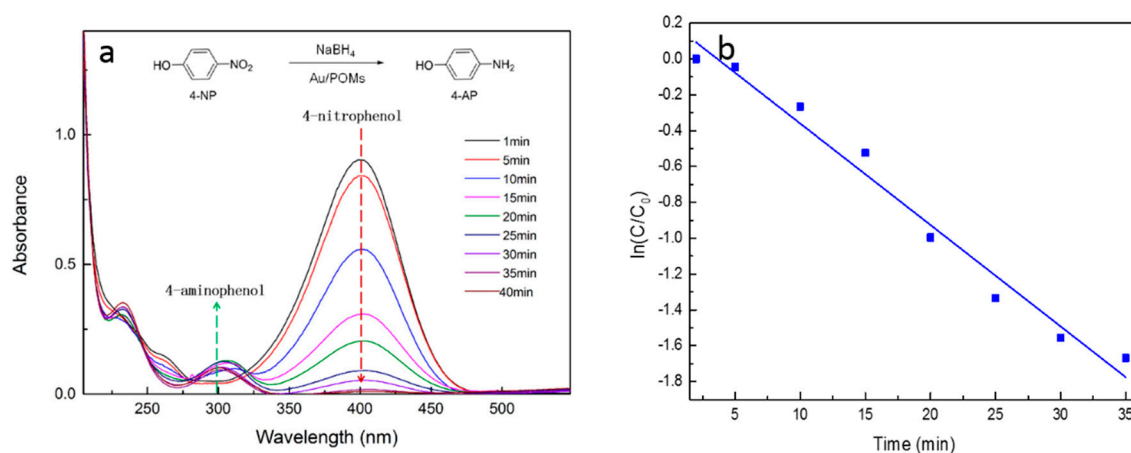 a
NaBH4
HO
NO2
Au/POMs
HO
NH2
4-NP
4-AP
4-nitrophenol
4-aminophenol
1min
5min
10min
15min
20min
25min
30min
35min
40min
Absorbance
1.0
0.5
0.0
250 300 350 400 450 500
Wavelength (nm)
b
ln(C/C0)
0.2
0.0
-0.2
-0.4
-0.6
-0.8
-1.0
-1.2
-1.4
-1.6
-1.8
5 10 15 20 25 30 35
Time (min)